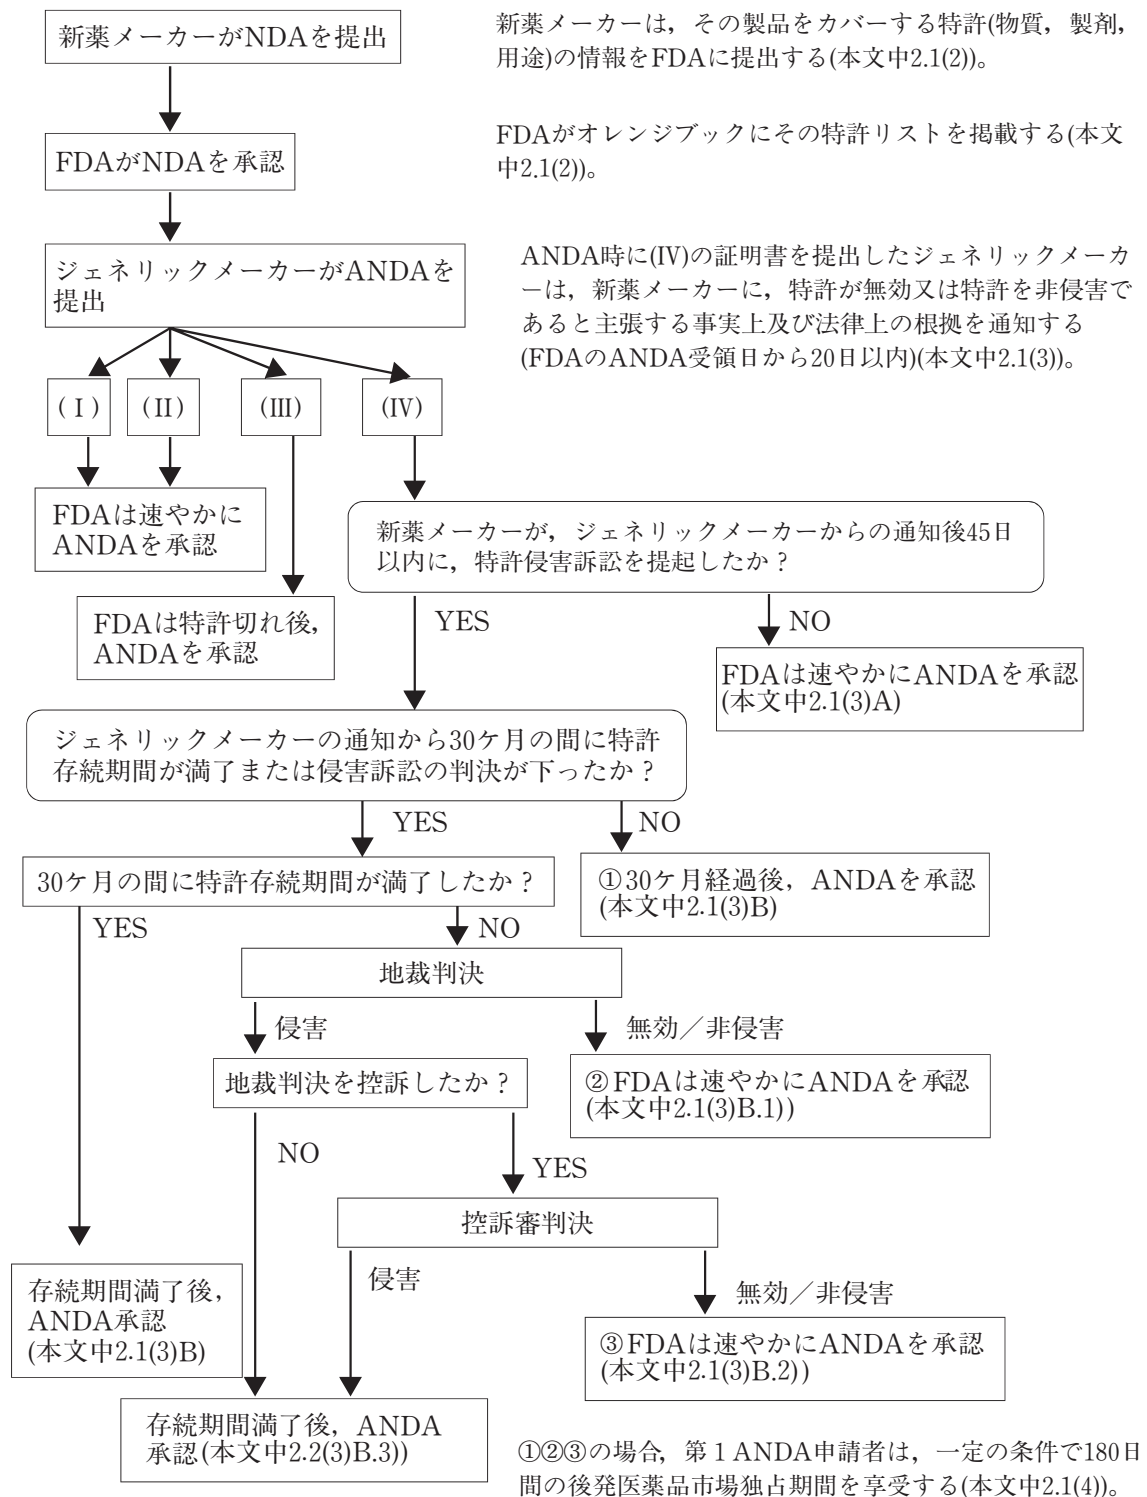 新薬メーカーがNDAを提出
新薬メーカーは，その製品をカバーする特許(物質，製剤，
用途)の情報をFDAに提出する(本文中2.1(2))。
FDAがNDAを承認
FDAがオレンジブックにその特許リストを掲載する(本文
中2.1(2))。
ジェネリックメーカーがANDAを
提出
ANDA時に(IV)の証明書を提出したジェネリックメーカ
ーは，新薬メーカーに，特許が無効又は特許を非侵害で
あると主張する事実上及び法律上の根拠を通知する
(FDAのANDA受領日から20日以内)(本文中2.1(3))。
(Ⅰ)
(II)
(III)
(IV)
FDAは速やかに
ANDAを承認
新薬メーカーが，ジェネリックメーカーからの通知後45日
以内に，特許侵害訴訟を提起したか？
FDAは特許切れ後，
ANDAを承認
YES
NO
FDAは速やかにANDAを承認
(本文中2.1(3)A)
ジェネリックメーカーの通知から30ケ月の間に特許
存続期間が満了または侵害訴訟の判決が下ったか？
YES
NO
30ケ月の間に特許存続期間が満了したか？
①30ケ月経過後，ANDAを承認
(本文中2.1(3)B)
YES
NO
地裁判決
侵害
無効／非侵害
地裁判決を控訴したか？
②FDAは速やかにANDAを承認
(本文中2.1(3)B.1))
NO
YES
控訴審判決
侵害
無効／非侵害
存続期間満了後，
ANDA承認
(本文中2.1(3)B)
③FDAは速やかにANDAを承認
(本文中2.1(3)B.2))
存続期間満了後，ANDA
承認(本文中2.2(3)B.3))
①②③の場合，第１ANDA申請者は，一定の条件で180日
間の後発医薬品市場独占期間を享受する(本文中2.1(4))。